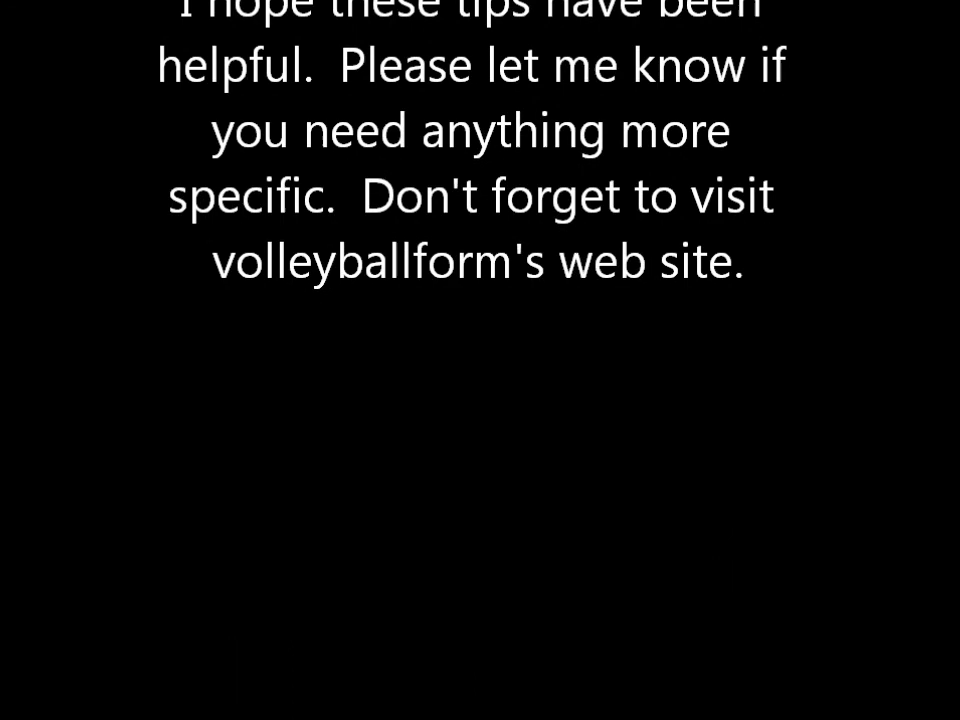 I hope these tips have been
helpful.  Please let me know if
you need anything more
specific.  Don't forget to visit
volleyballform's web site.